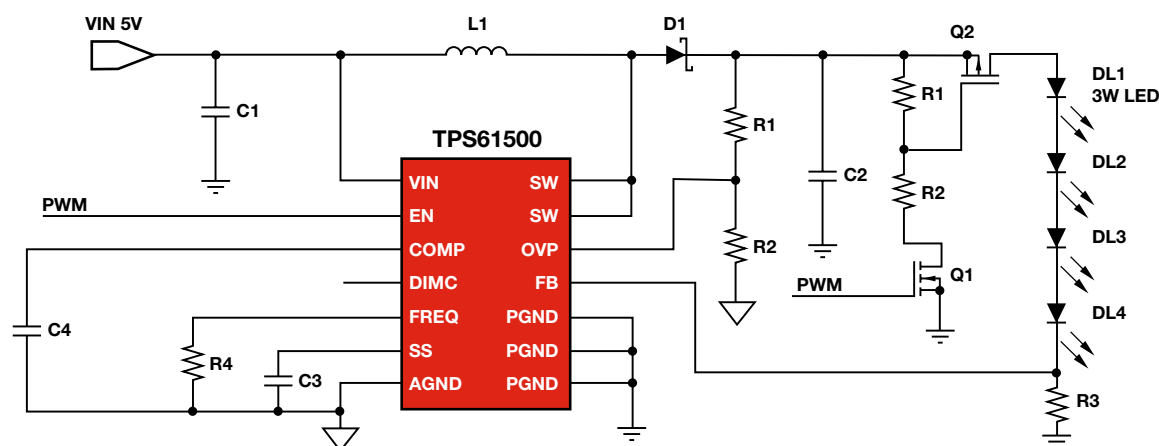 VIN 5V
L1
D1
Q2
C1
R1
R1
DL1
3W LED
TPS61500
C2
DL2
VIN
SW
R2
PWM
EN
SW
COMP
OVP
R2
DL3
DIMC
FB
PWM
Q1
FREQ
PGND
DL4
C4
R4
SS
PGND
C3
AGND
PGND
R3